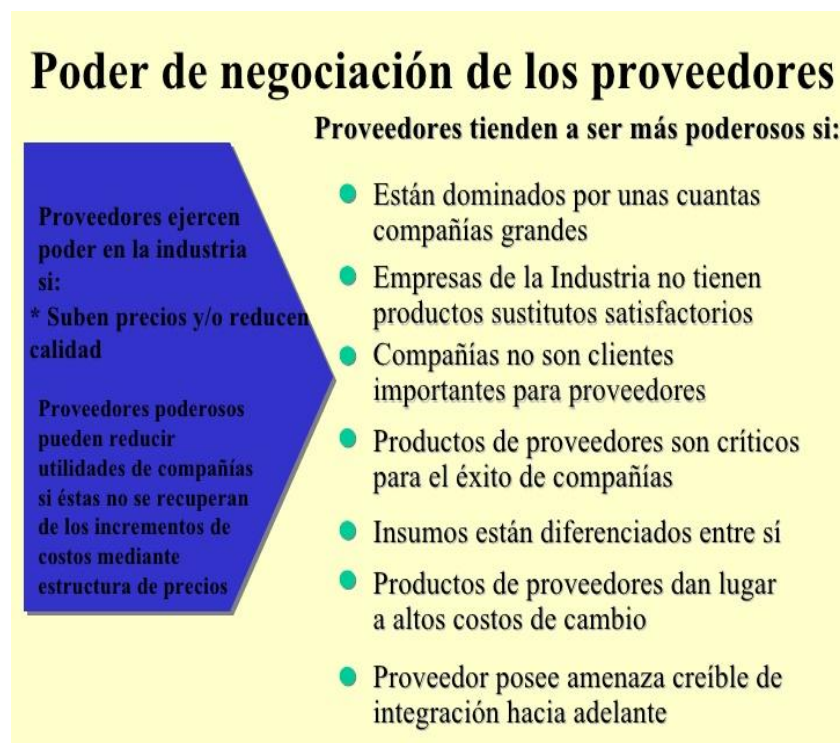 Poder de negociación de los proveedores
Proveedores tienden a ser más poderosos si:
Proveedores ejercen
poder en la industria
si:
* Suben precios y/o reducen
calidad
Proveedores poderosos
pueden reducir
utilidades de compañías
si éstas no se recuperan
de los incrementos de
costos mediante
estructura de precios
Están dominados por unas cuantas
compañías grandes
Empresas de la Industria no tienen
productos sustitutos satisfactorios
Compañías no son clientes
importantes para proveedores
Productos de proveedores son críticos
para el éxito de compañías
Insumos están diferenciados entre sí
Productos de proveedores dan lugar
a altos costos de cambio
Proveedor posee amenaza creíble de
integración hacia adelante